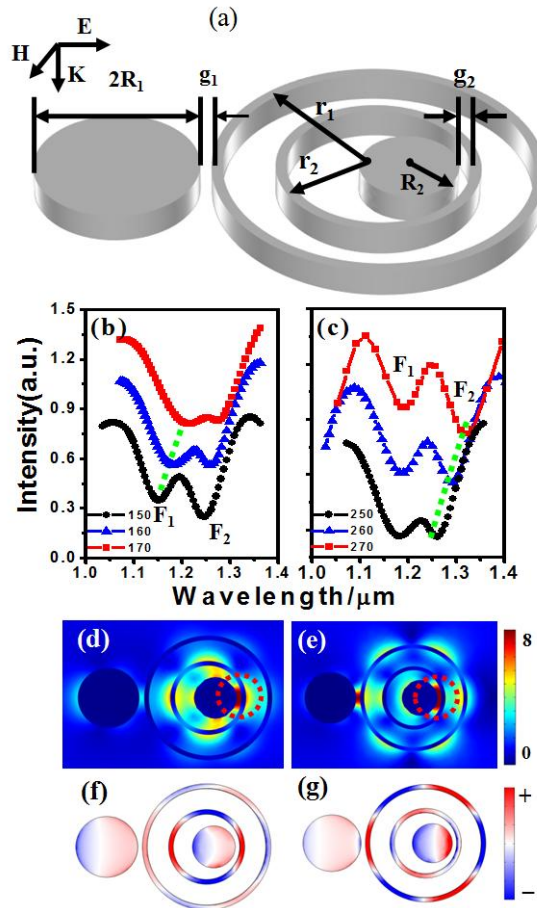 (a)
E
H
K
2R₁
g₁
g₂
r₁
r₂
R₂
Intensity(a.u.)
1.5
1.2
0.9
0.6
0.3
0.0
(b)
F₁
F₂
150
160
170
1.0 1.1 1.2 1.3 1.4
(c)
F₁
F₂
250
260
270
1.0 1.1 1.2 1.3 1.4
Wavelength/μm
(d)
(e)
8
0
(f)
(g)
+
−